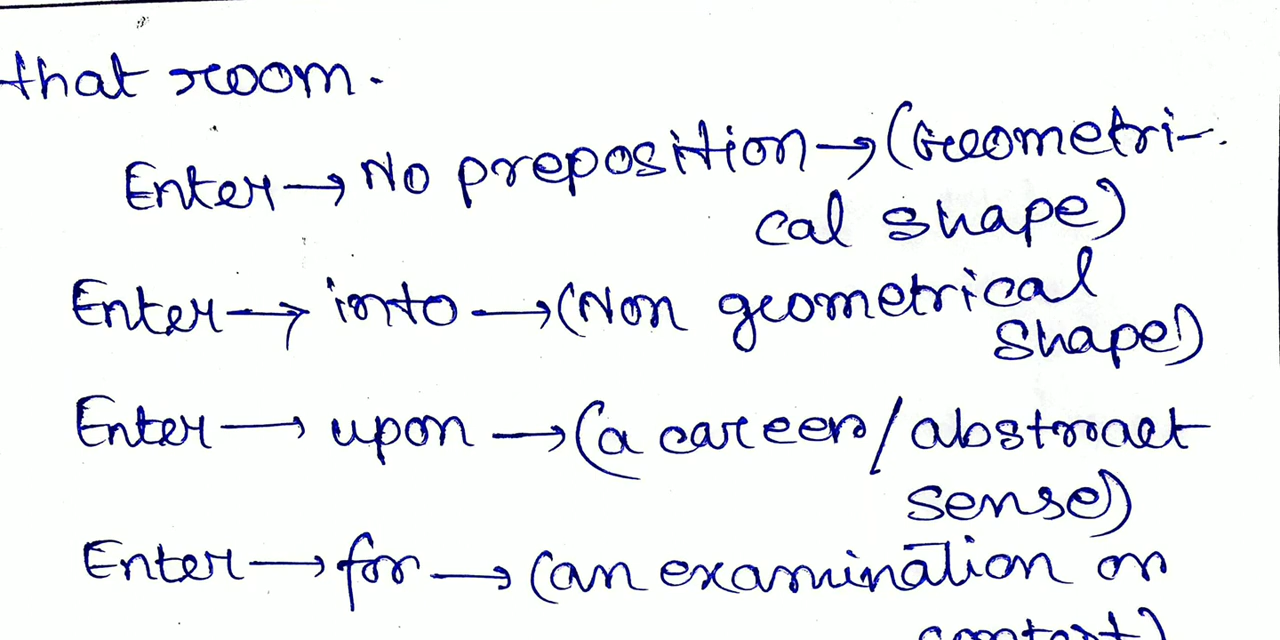 that room.
Enter → No preposition → (Geometri-
cal shape)
Enter → into → (Non geometrical
shape)
Enter → upon → (a career / abstract
sense)
Enter → for → (an examination or
contest)